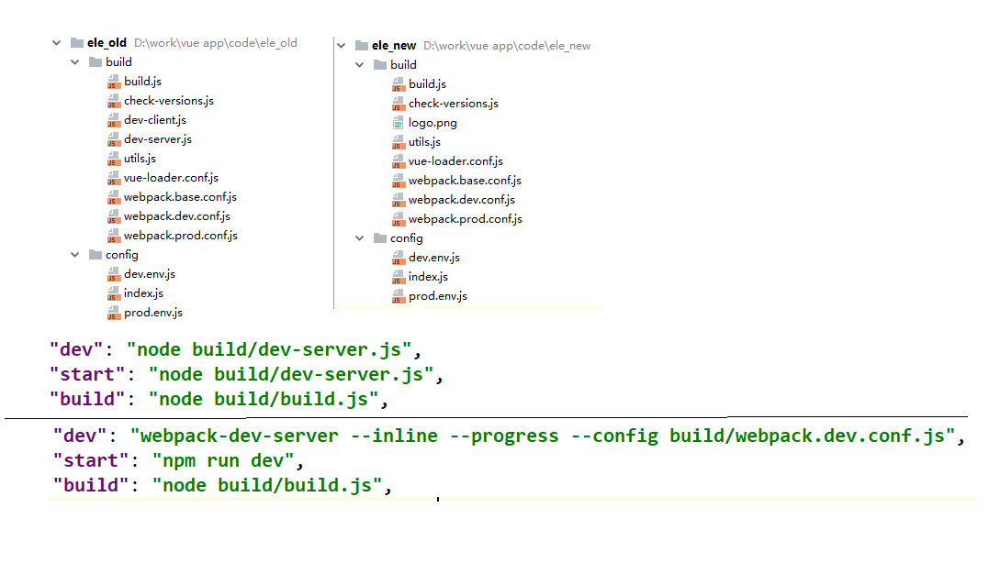 ele_old D:\work\vue app\code\ele_old
build
build.js
check-versions.js
dev-client.js
dev-server.js
utils.js
vue-loader.conf.js
webpack.base.conf.js
webpack.dev.conf.js
webpack.prod.conf.js
config
dev.env.js
index.js
prod.env.js
ele_new D:\work\vue app\code\ele_new
build
build.js
check-versions.js
logo.png
utils.js
vue-loader.conf.js
webpack.base.conf.js
webpack.dev.conf.js
webpack.prod.conf.js
config
dev.env.js
index.js
prod.env.js
"dev": "node build/dev-server.js",
"start": "node build/dev-server.js",
"build": "node build/build.js",
"dev": "webpack-dev-server --inline --progress --config build/webpack.dev.conf.js",
"start": "npm run dev",
"build": "node build/build.js",